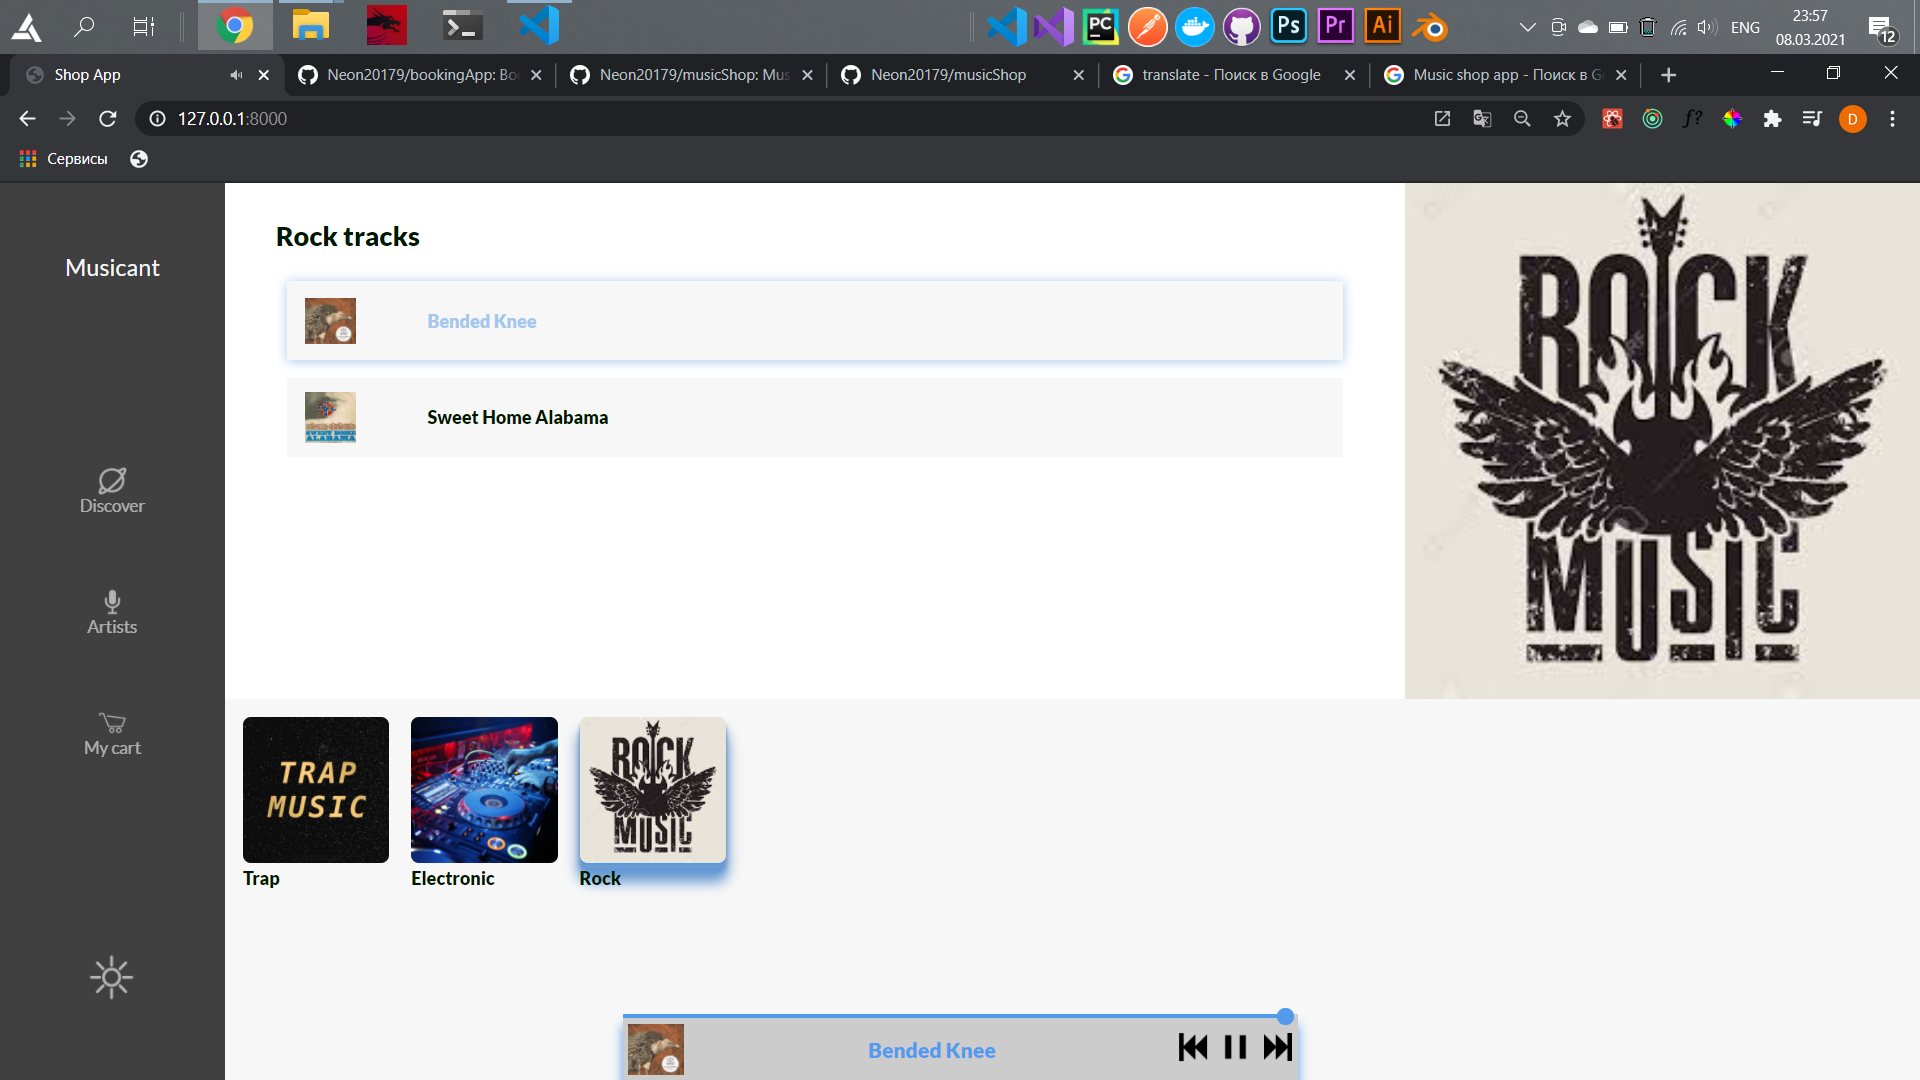 PC
Ps
Pr
Ai
ENG
23:57
08.03.2021
12
Shop App
Neon20179/bookingApp: Bo
Neon20179/musicShop: Mus
Neon20179/musicShop
translate - Поиск в Google
Music shop app - Поиск в G
127.0.0.1:8000
f?
D
Сервисы
Musicant
Discover
Artists
My cart
Rock tracks
Bended Knee
Sweet Home Alabama
SWEET HOME
ALABAMA
ROCK
MUSIC
TRAP
MUSIC
ROCK
MUSIC
Trap
Electronic
Rock
Bended Knee